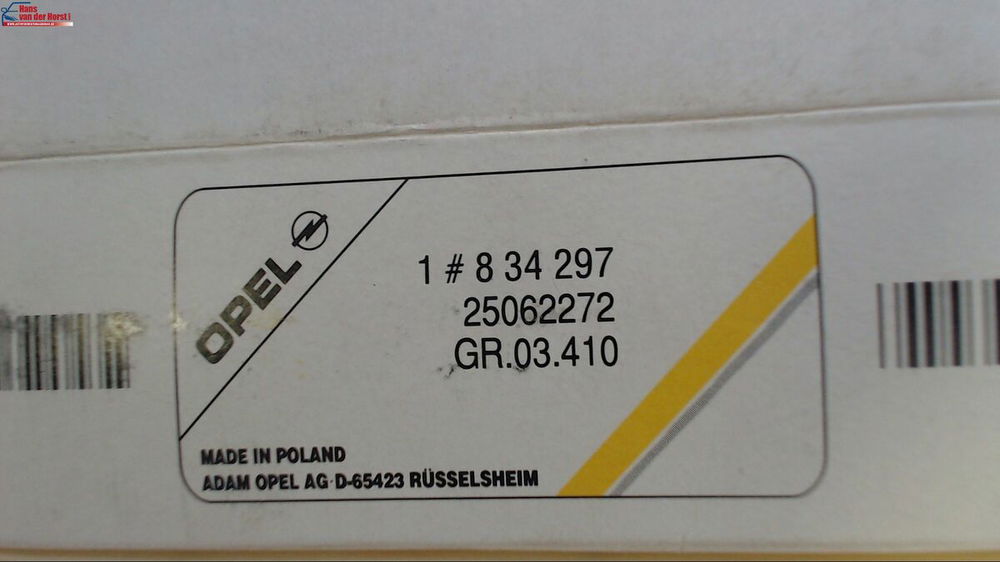 Hans
van der Horst!
OPEL
1 # 8 34 297
25062272
GR.03.410
MADE IN POLAND
ADAM OPEL AG D-65423 RÜSSELSHEIM